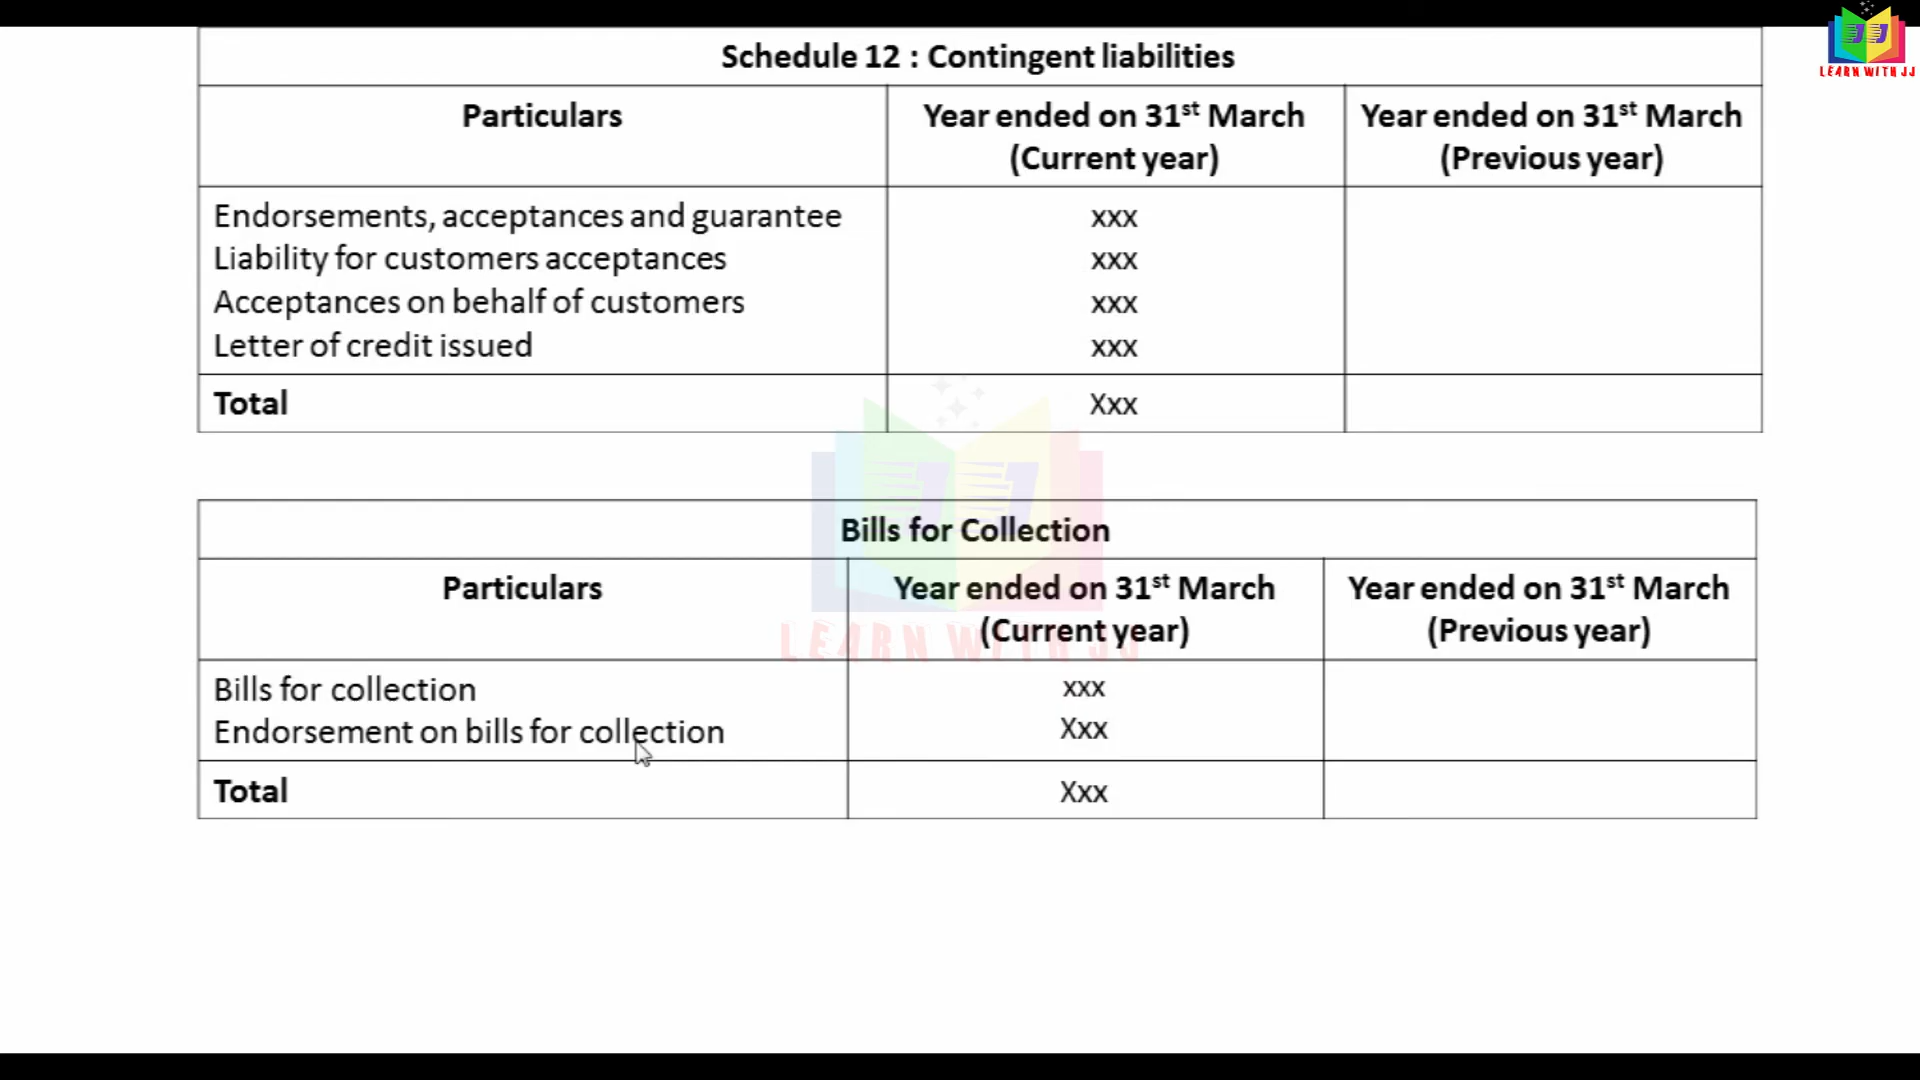 LEARN WITH JJ
Schedule 12 : Contingent liabilities
Particulars
Year ended on 31st March
(Current year)
Year ended on 31st March
(Previous year)
Endorsements, acceptances and guarantee xxx
Liability for customers acceptances xxx
Acceptances on behalf of customers xxx
Letter of credit issued xxx
Total Xxx
Bills for Collection
Particulars
Year ended on 31st March
(Current year)
Year ended on 31st March
(Previous year)
LEARN WITH JJ
Bills for collection xxx
Endorsement on bills for collection Xxx
Total Xxx